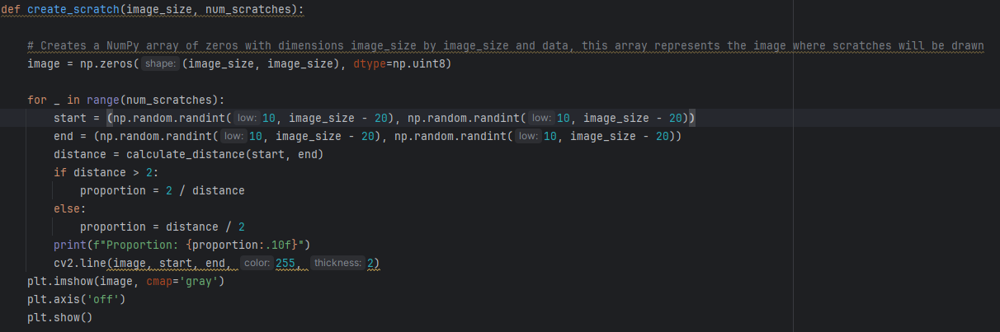 def create_scratch(image_size, num_scratches):
# Creates a NumPy array of zeros with dimensions image_size by image_size and data, this array represents the image where scratches will be drawn
image = np.zeros( shape: (image_size, image_size), dtype=np.uint8)
for _ in range(num_scratches):
start = (np.random.randint( low: 10, image_size - 20), np.random.randint( low: 10, image_size - 20))
end = (np.random.randint( low: 10, image_size - 20), np.random.randint( low: 10, image_size - 20))
distance = calculate_distance(start, end)
if distance > 2:
proportion = 2 / distance
else:
proportion = distance / 2
print(f"Proportion: {proportion:.10f}")
cv2.line(image, start, end, color: 255, thickness: 2)
plt.imshow(image, cmap='gray')
plt.axis('off')
plt.show()